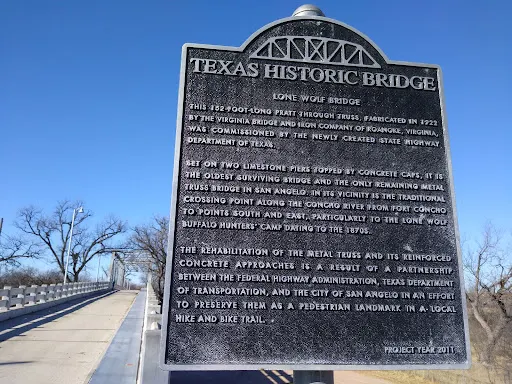 TEXAS HISTORIC BRIDGE
LONE WOLF BRIDGE
THIS 152-FOOT-LONG PRATT THROUGH TRUSS, FABRICATED IN 1922
BY THE VIRGINIA BRIDGE AND IRON COMPANY OF ROANOKE, VIRGINIA,
WAS COMMISSIONED BY THE NEWLY CREATED STATE HIGHWAY
DEPARTMENT OF TEXAS.
SET ON TWO LIMESTONE PIERS TOPPED BY CONCRETE CAPS, IT IS
THE OLDEST SURVIVING BRIDGE AND THE ONLY REMAINING METAL
TRUSS BRIDGE IN SAN ANGELO. IN ITS VICINITY IS THE TRADITIONAL
CROSSING POINT ALONG THE CONCHO RIVER FROM FORT CONCHO
TO POINTS SOUTH AND EAST, PARTICULARLY TO THE LONE WOLF
BUFFALO HUNTERS' CAMP DATING TO THE 1870S.
THE REHABILITATION OF THE METAL TRUSS AND ITS REINFORCED
CONCRETE APPROACHES IS A RESULT OF A PARTNERSHIP
BETWEEN THE FEDERAL HIGHWAY ADMINISTRATION, TEXAS DEPARTMENT
OF TRANSPORTATION, AND THE CITY OF SAN ANGELO IN AN EFFORT
TO PRESERVE THEM AS A PEDESTRIAN LANDMARK IN A LOCAL
HIKE AND BIKE TRAIL.
PROJECT YEAR 2011